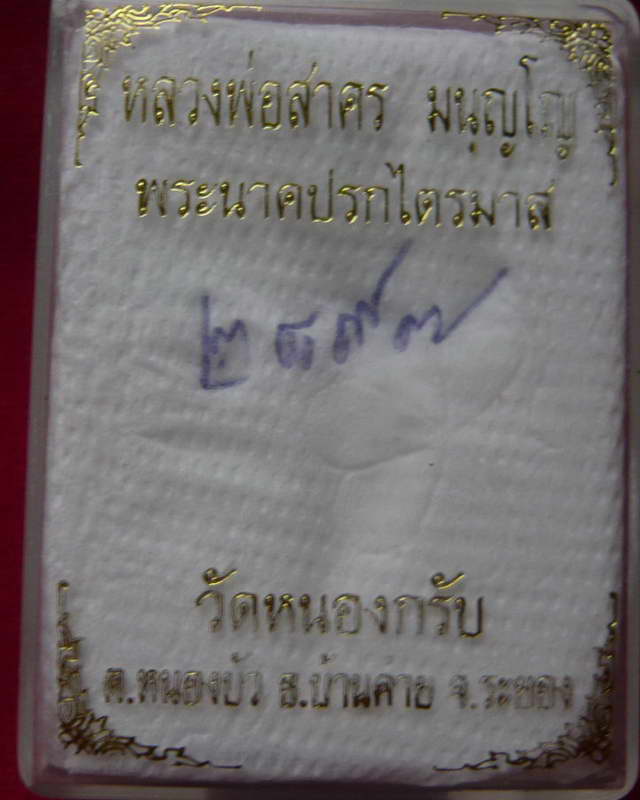 หลวงพ่อสาคร มนุญฺโญ
พระนาคปรกไตรมาส
๒๘๙๗
วัดหนองกรับ
ต.หนองบัว อ.บ้านค่าย จ.ระยอง